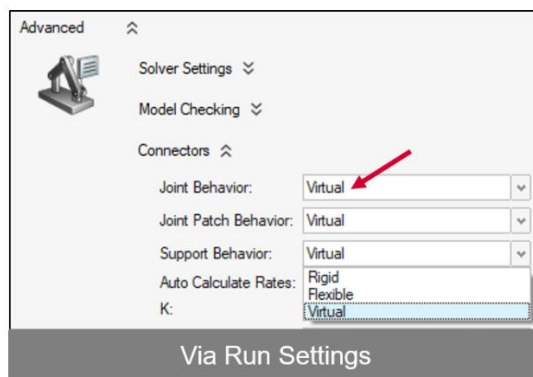 Advanced
Solver Settings
Model Checking
Connectors
Joint Behavior: Virtual
Joint Patch Behavior: Virtual
Support Behavior: Virtual
Auto Calculate Rates: Rigid
Flexible
K: Virtual
Via Run Settings